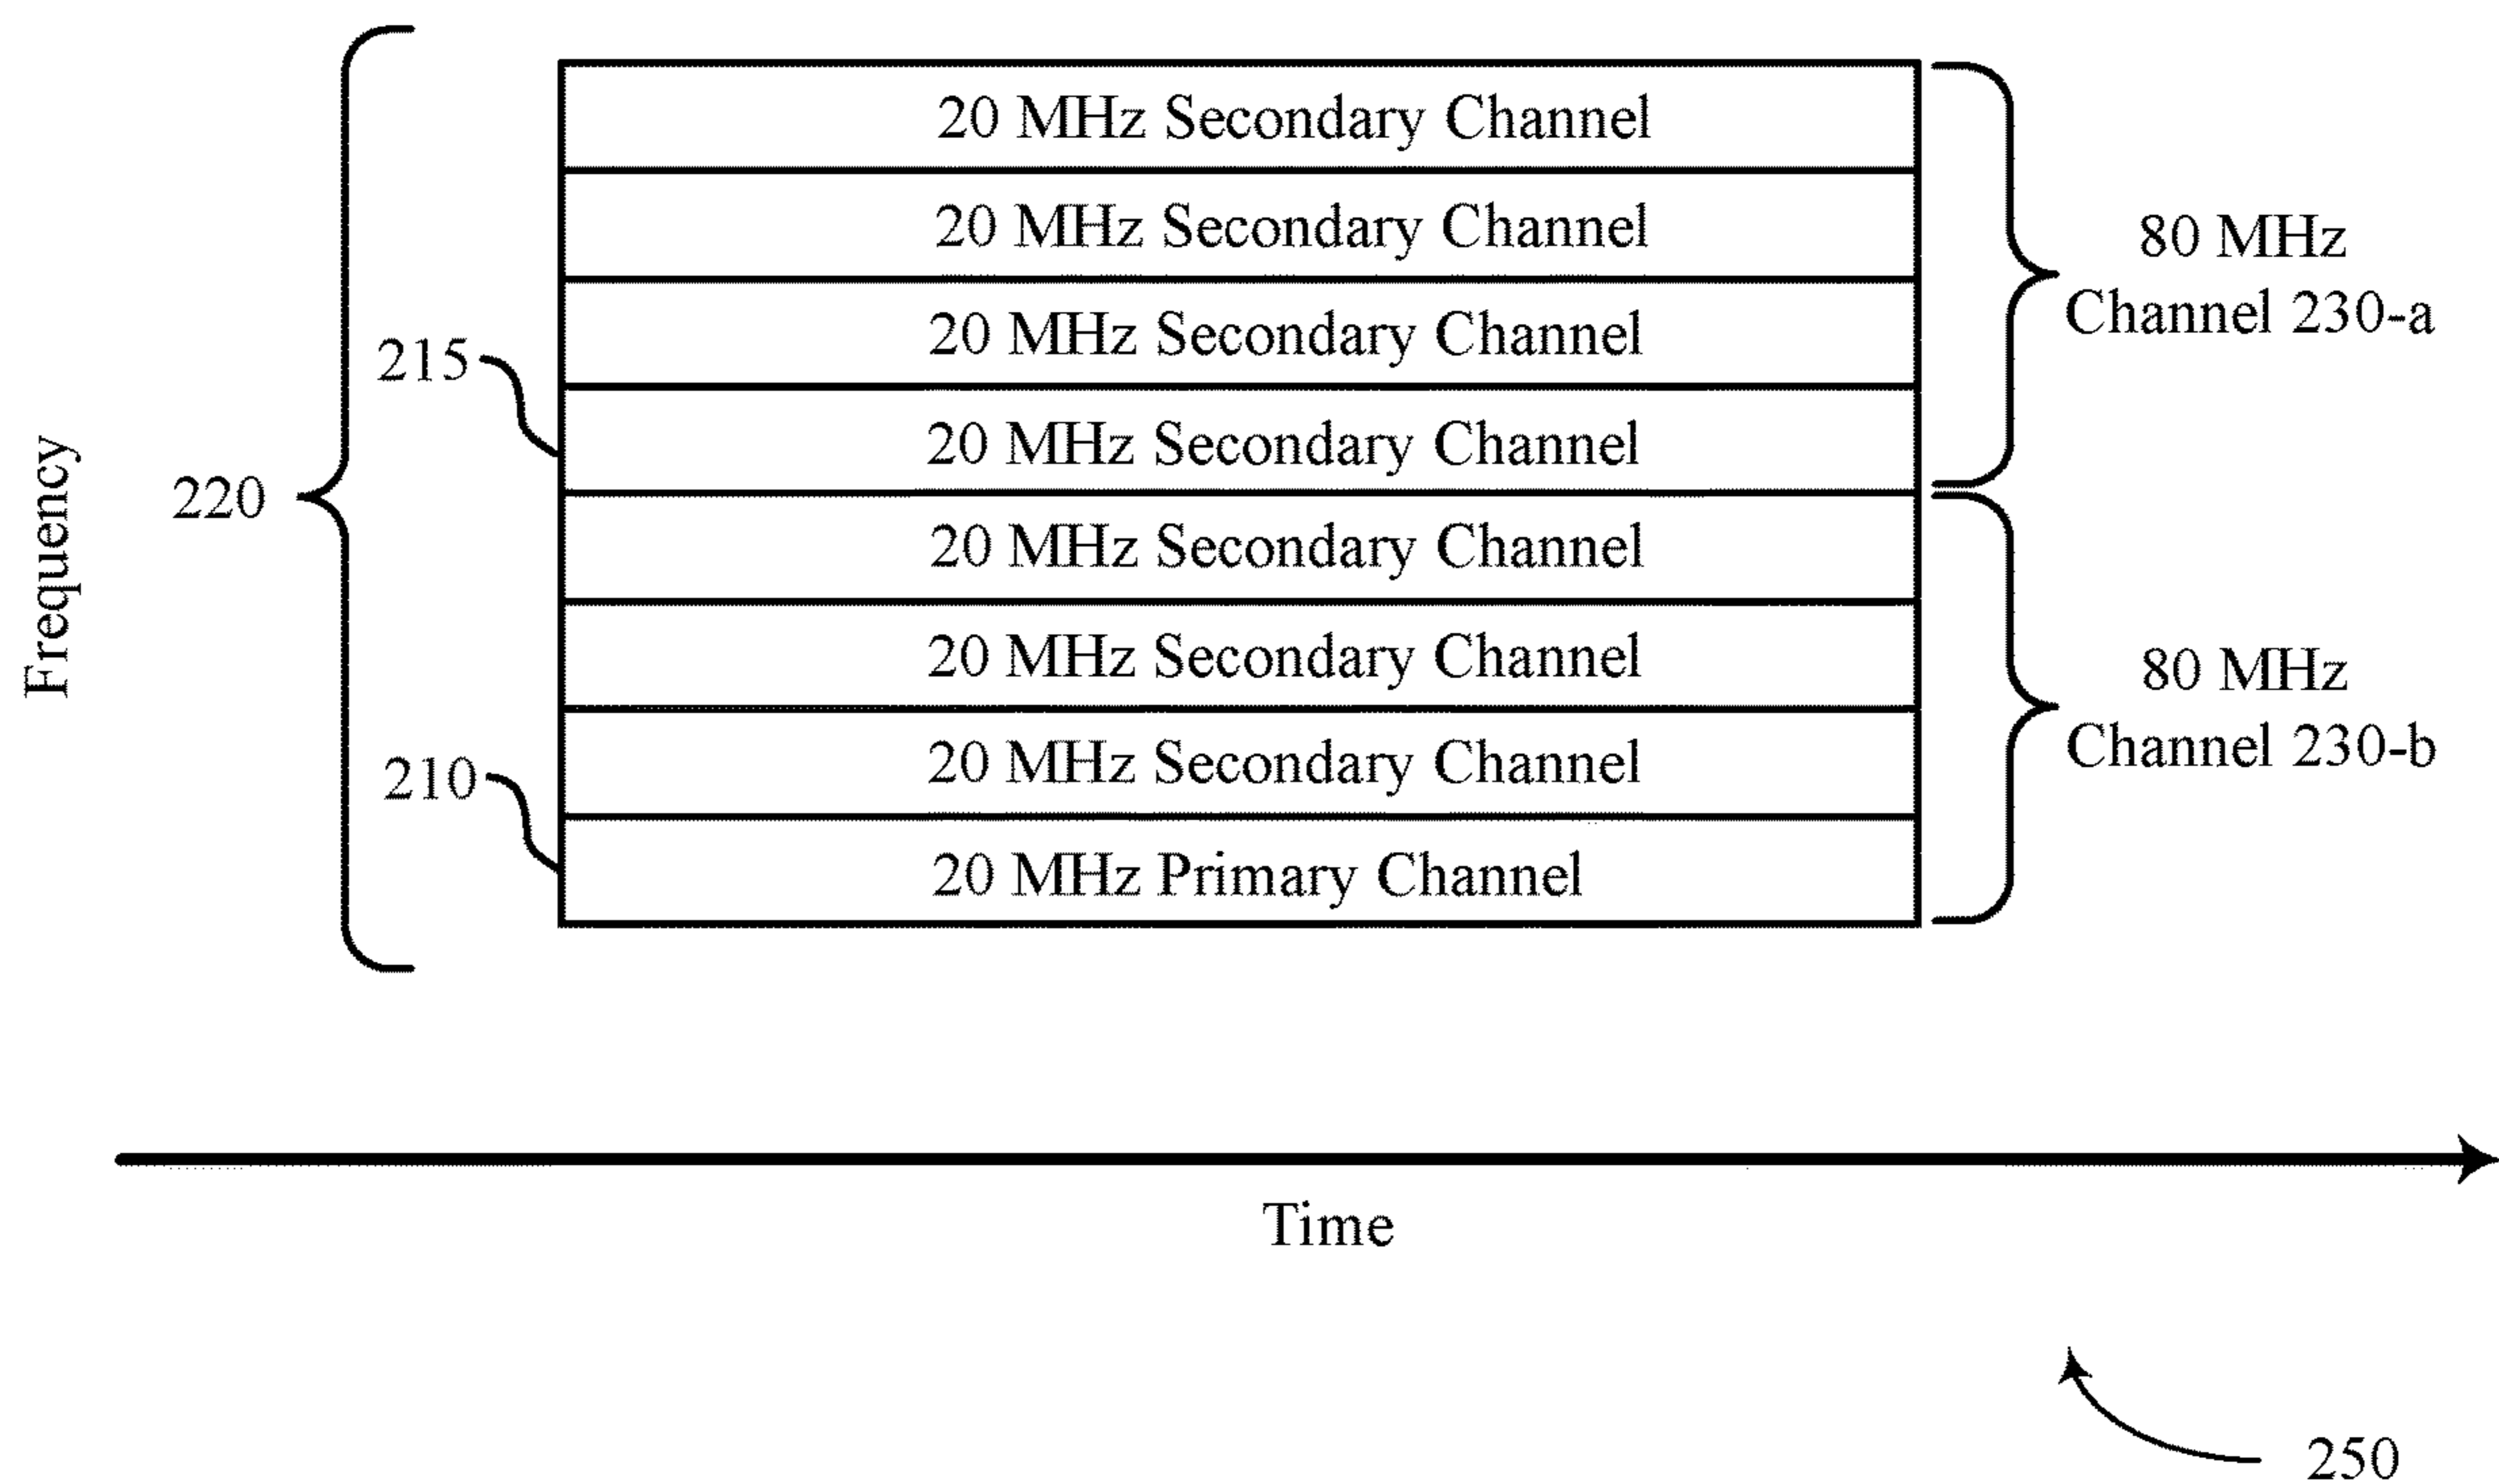 20 MHz Secondary Channel
20 MHz Secondary Channel
20 MHz Secondary Channel
20 MHz Secondary Channel
20 MHz Secondary Channel
20 MHz Secondary Channel
20 MHz Secondary Channel
20 MHz Primary Channel
80 MHz
Channel 230-a
80 MHz
Channel 230-b
215
220
210
Frequency
Time
250